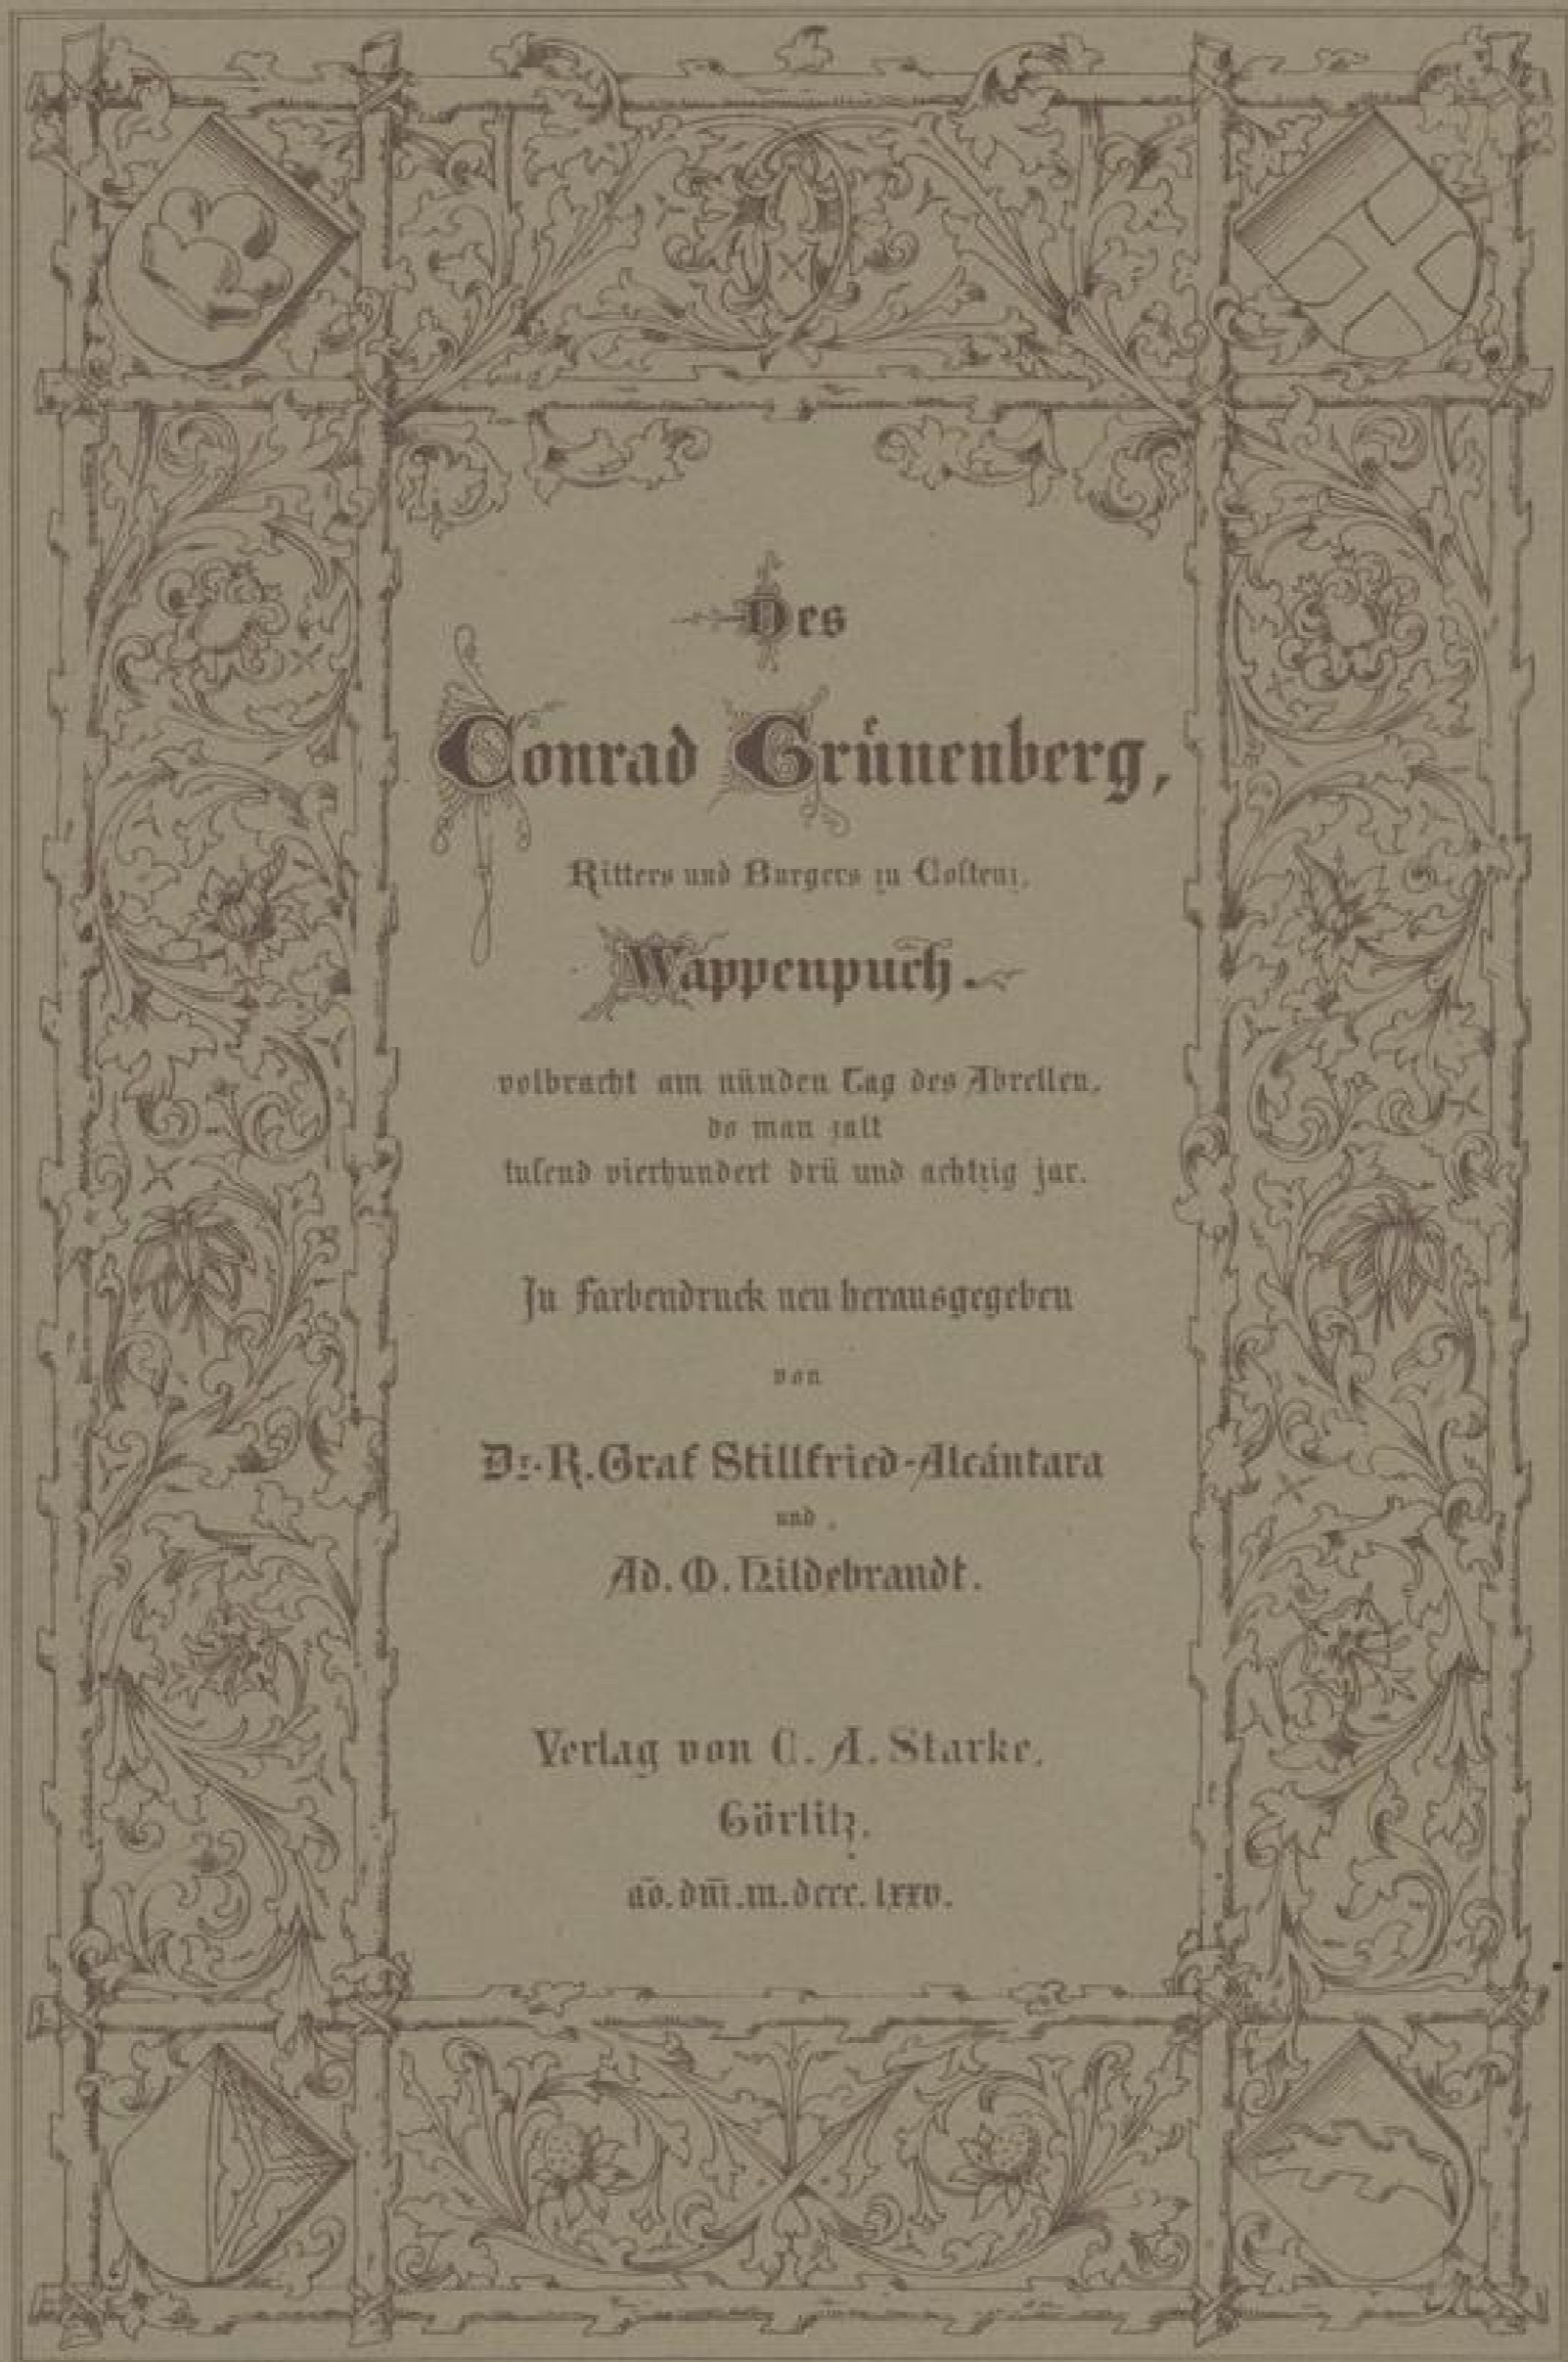 Des
Conrad Grünenberg,
Ritters und Burgers zu Costenz,
Wappenpuch.
volbracht am nünden Tag des Abrellen,
do man zalt
tusend vierhundert drü und achtzig jar.
In Farbendruck neu herausgegeben
von
Dr. R. Graf Stillfried-Alcántara
und
Ad. M. Hildebrandt.
Verlag von C. A. Starke,
Görlitz.
aō. dm̄. m. dccc. lxxv.